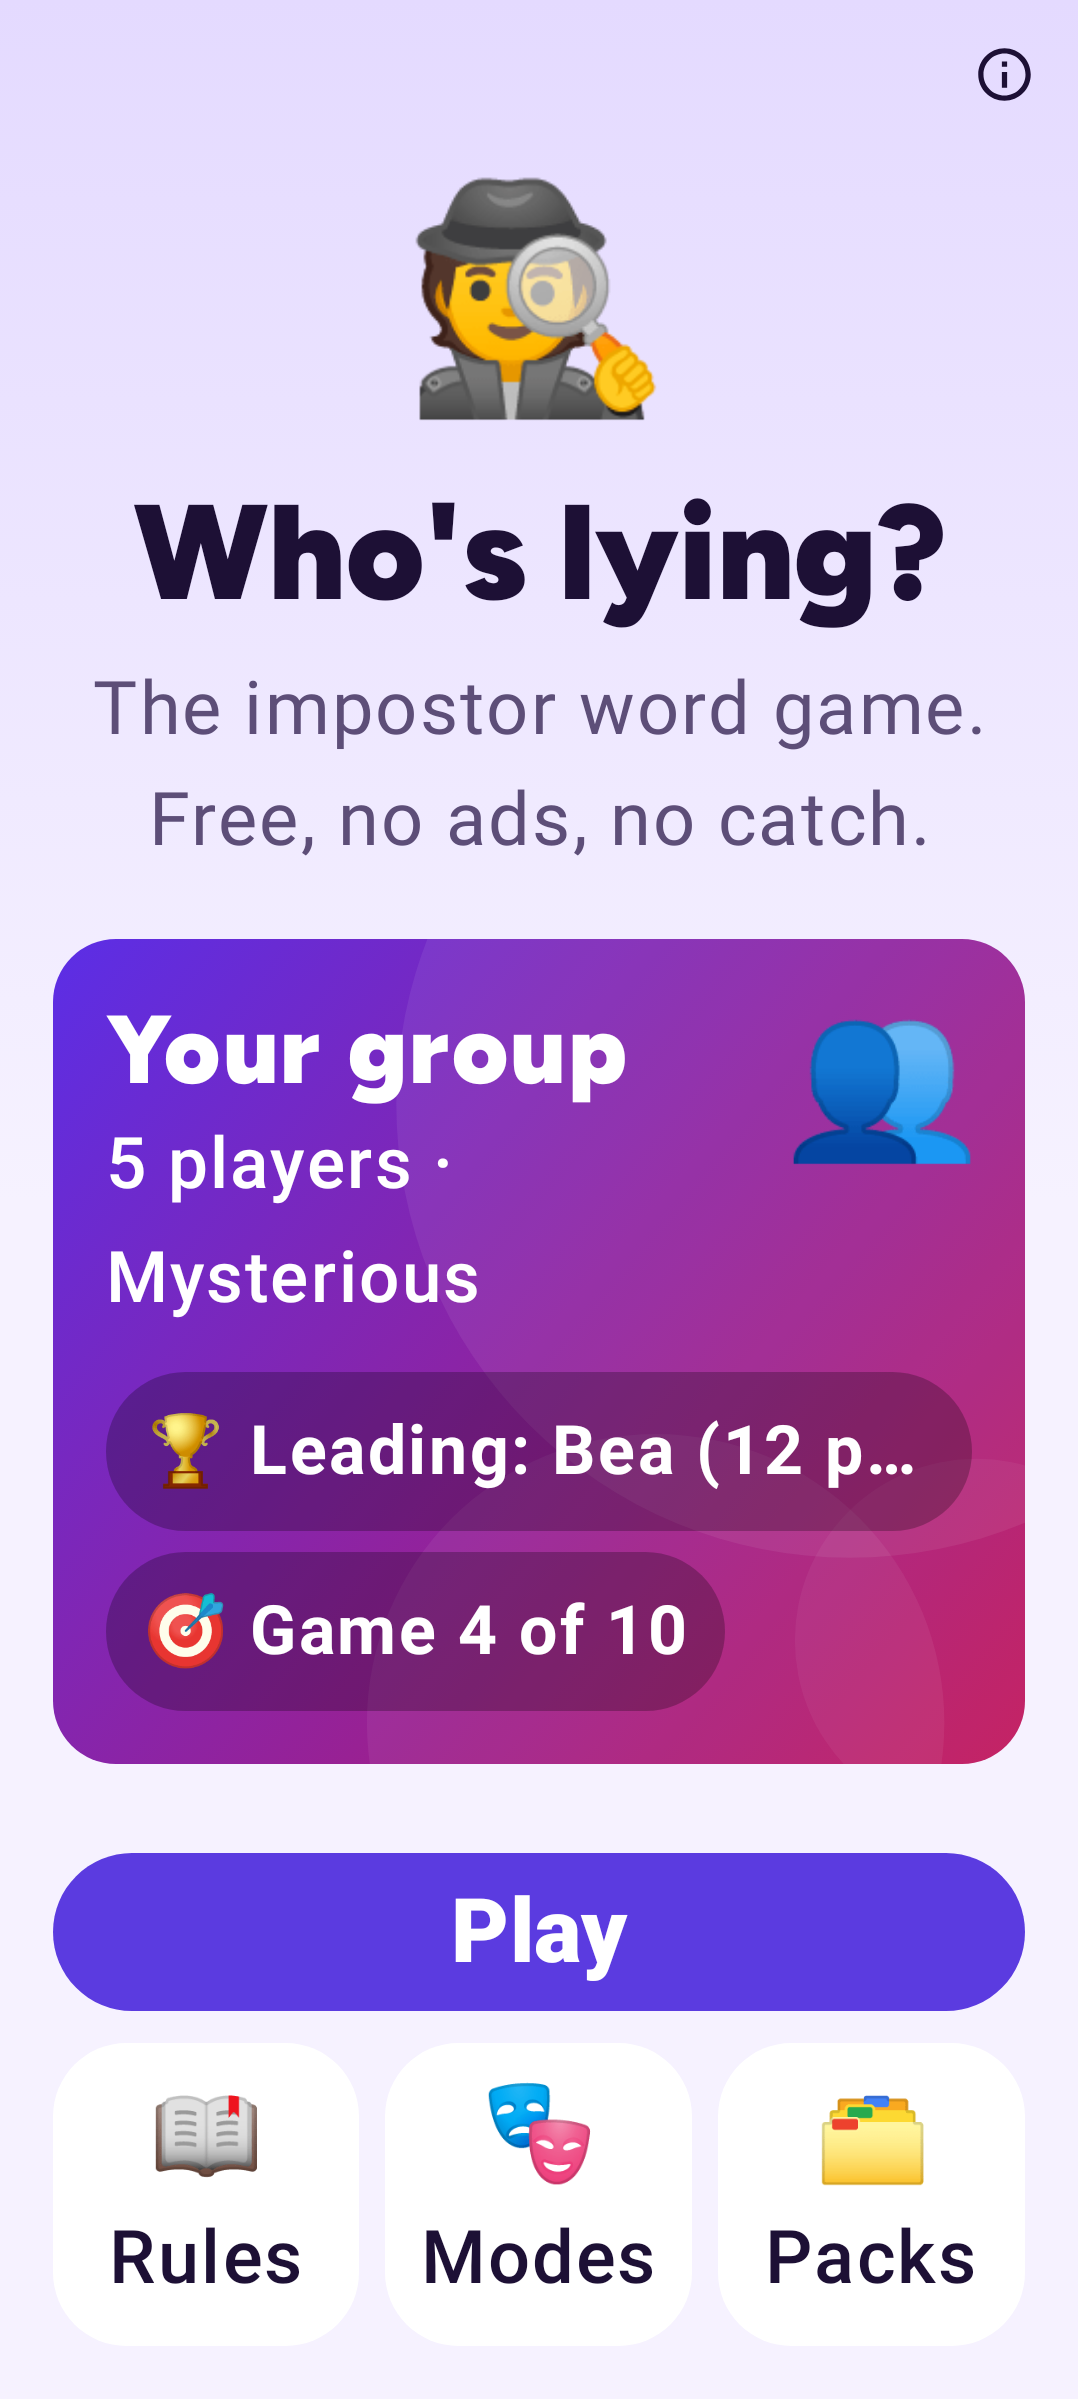 Who's lying?
The impostor word game.
Free, no ads, no catch.
Your group
5 players ·
Mysterious
Leading: Bea (12 p…
Game 4 of 10
Play
Rules
Modes
Packs